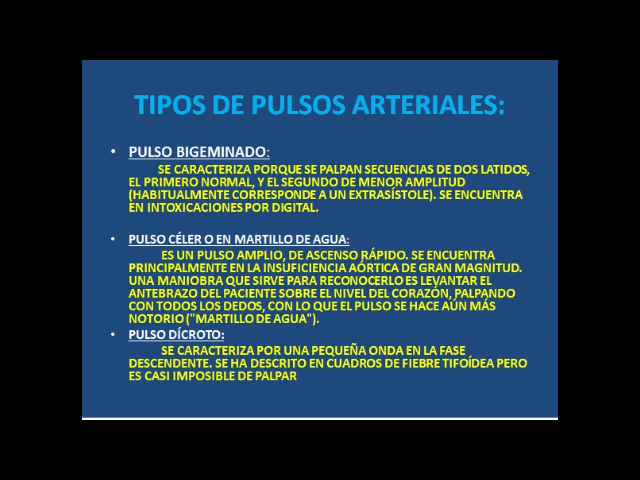 TIPOS DE PULSOS ARTERIALES:
• PULSO BIGEMINADO:
SE CARACTERIZA PORQUE SE PALPAN SECUENCIAS DE DOS LATIDOS,
EL PRIMERO NORMAL, Y EL SEGUNDO DE MENOR AMPLITUD
(HABITUALMENTE CORRESPONDE A UN EXTRASÍSTOLE). SE ENCUENTRA
EN INTOXICACIONES POR DIGITAL.
• PULSO CÉLER O EN MARTILLO DE AGUA:
ES UN PULSO AMPLIO, DE ASCENSO RÁPIDO. SE ENCUENTRA
PRINCIPALMENTE EN LA INSUFICIENCIA AÓRTICA DE GRAN MAGNITUD.
UNA MANIOBRA QUE SIRVE PARA RECONOCERLO ES LEVANTAR EL
ANTEBRAZO DEL PACIENTE SOBRE EL NIVEL DEL CORAZÓN, PALPANDO
CON TODOS LOS DEDOS, CON LO QUE EL PULSO SE HACE AÚN MÁS
NOTORIO ("MARTILLO DE AGUA").
• PULSO DÍCROTO:
SE CARACTERIZA POR UNA PEQUEÑA ONDA EN LA FASE
DESCENDENTE. SE HA DESCRITO EN CUADROS DE FIEBRE TIFOÍDEA PERO
ES CASI IMPOSIBLE DE PALPAR